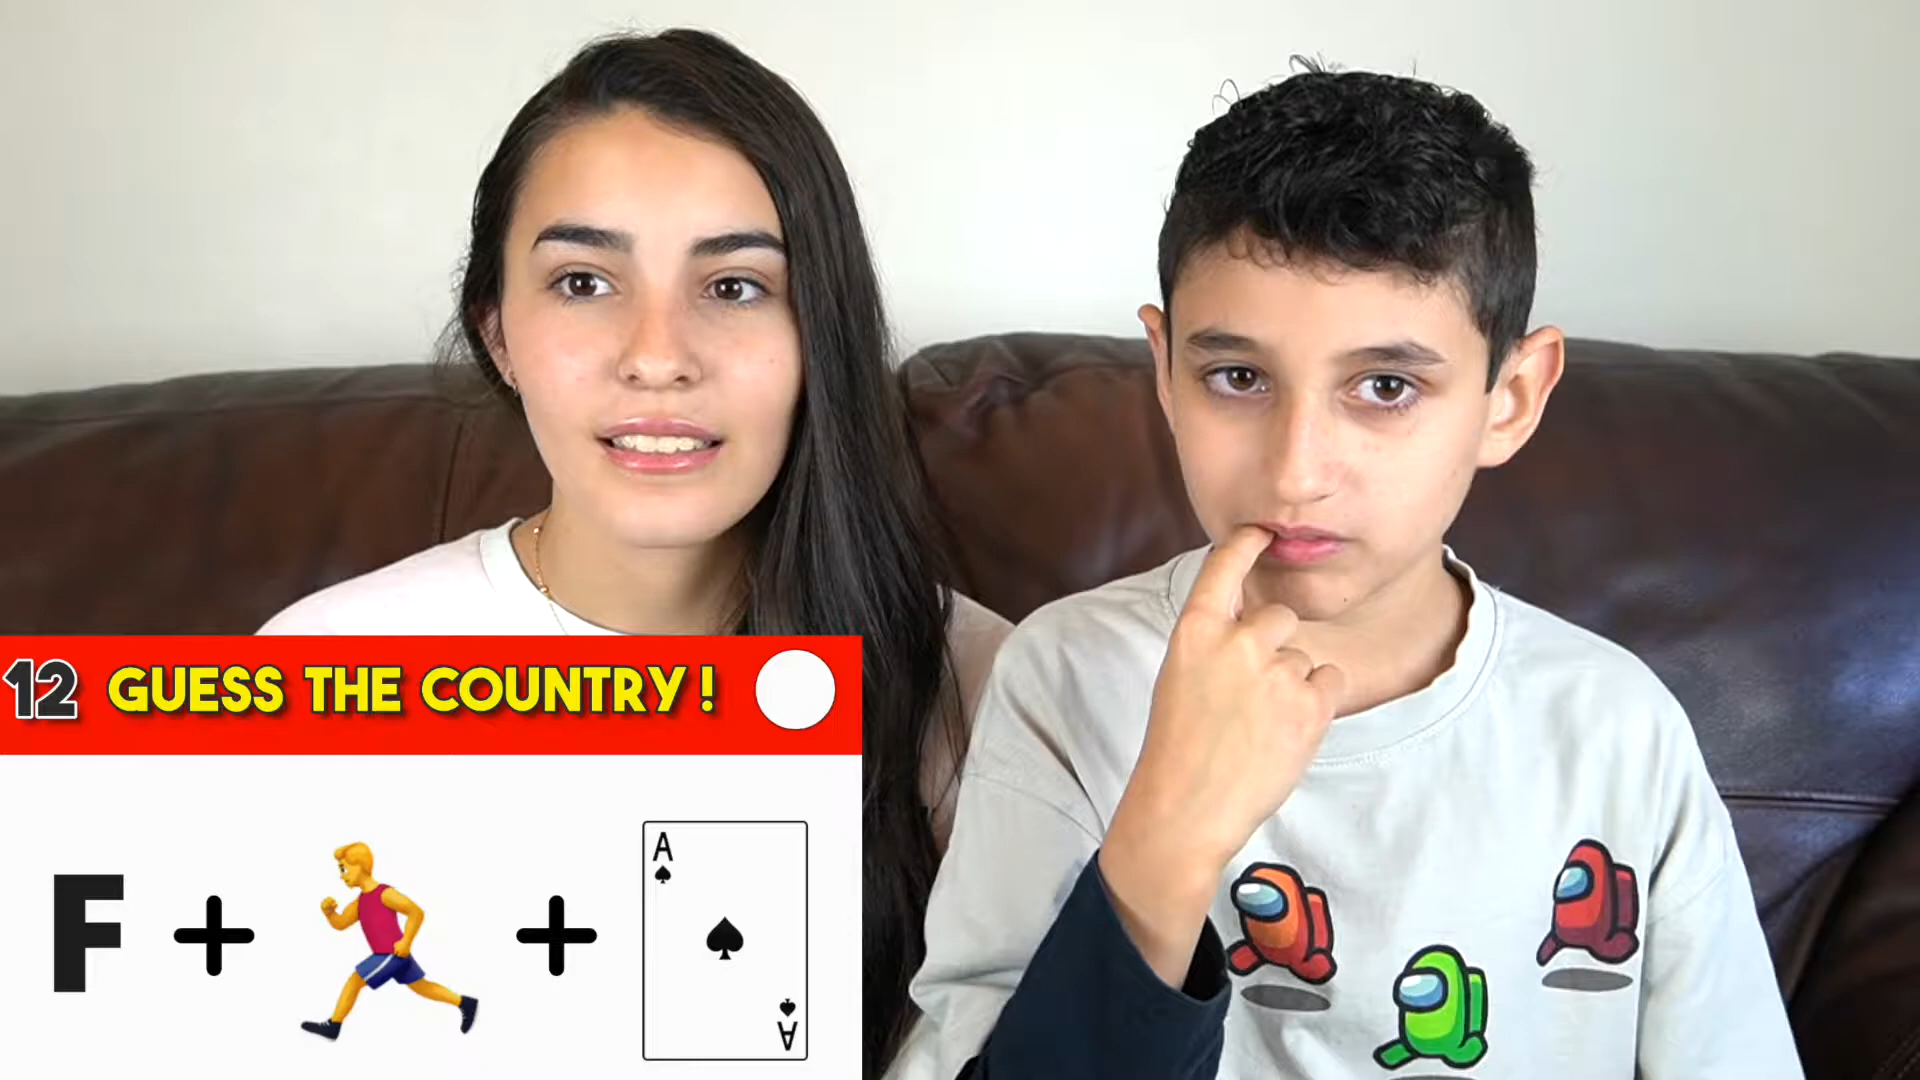 12 GUESS THE COUNTRY!
F + +
A
A